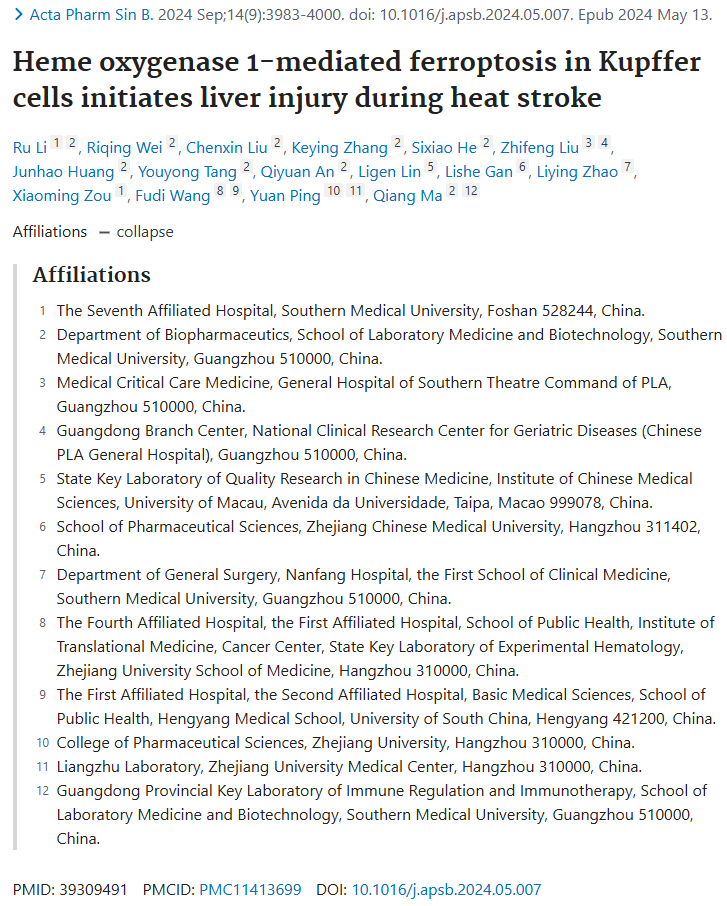 Acta Pharm Sin B. 2024 Sep;14(9):3983-4000. doi: 10.1016/j.apsb.2024.05.007. Epub 2024 May 13.
Heme oxygenase 1-mediated ferroptosis in Kupffer
cells initiates liver injury during heat stroke
Ru Li 1 2, Riqing Wei 2, Chenxin Liu 2, Keying Zhang 2, Sixiao He 2, Zhifeng Liu 3 4,
Junhao Huang 2, Youyong Tang 2, Qiyuan An 2, Ligen Lin 5, Lishe Gan 6, Liying Zhao 7,
Xiaoming Zou 1, Fudi Wang 8 9, Yuan Ping 10 11, Qiang Ma 2 12
Affiliations – collapse
Affiliations
1 The Seventh Affiliated Hospital, Southern Medical University, Foshan 528244, China.
2 Department of Biopharmaceutics, School of Laboratory Medicine and Biotechnology, Southern
Medical University, Guangzhou 510000, China.
3 Medical Critical Care Medicine, General Hospital of Southern Theatre Command of PLA,
Guangzhou 510000, China.
4 Guangdong Branch Center, National Clinical Research Center for Geriatric Diseases (Chinese
PLA General Hospital), Guangzhou 510000, China.
5 State Key Laboratory of Quality Research in Chinese Medicine, Institute of Chinese Medical
Sciences, University of Macau, Avenida da Universidade, Taipa, Macao 999078, China.
6 School of Pharmaceutical Sciences, Zhejiang Chinese Medical University, Hangzhou 311402,
China.
7 Department of General Surgery, Nanfang Hospital, the First School of Clinical Medicine,
Southern Medical University, Guangzhou 510000, China.
8 The Fourth Affiliated Hospital, the First Affiliated Hospital, School of Public Health, Institute of
Translational Medicine, Cancer Center, State Key Laboratory of Experimental Hematology,
Zhejiang University School of Medicine, Hangzhou 310000, China.
9 The First Affiliated Hospital, the Second Affiliated Hospital, Basic Medical Sciences, School of
Public Health, Hengyang Medical School, University of South China, Hengyang 421200, China.
10 College of Pharmaceutical Sciences, Zhejiang University, Hangzhou 310000, China.
11 Liangzhu Laboratory, Zhejiang University Medical Center, Hangzhou 310000, China.
12 Guangdong Provincial Key Laboratory of Immune Regulation and Immunotherapy, School of
Laboratory Medicine and Biotechnology, Southern Medical University, Guangzhou 510000,
China.
PMID: 39309491 PMCID: PMC11413699 DOI: 10.1016/j.apsb.2024.05.007